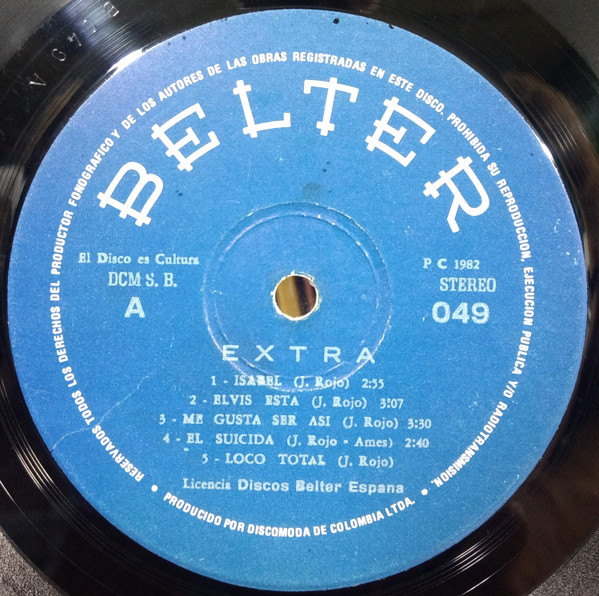 RESERVADOS TODOS LOS DERECHOS DEL PRODUCTOR FONOGRAFICO Y DE LOS AUTORES DE LAS OBRAS REGISTRADAS EN ESTE DISCO. PROHIBIDA SU REPRODUCCION, EJECUCION PUBLICA Y/O RADIOTRANSMISION.
BELTER
El Disco es Cultura
DCM S. B.
A
P C 1982
STEREO
049
EXTRA
1 - ISABEL (J. Rojo) 2:55
2 - ELVIS ESTA (J. Rojo) 3:07
3 - ME GUSTA SER ASI (J. Rojo) 3:30
4 - EL SUICIDA (J. Rojo - Ames) 2:40
5 - LOCO TOTAL (J. Rojo)
Licencia Discos Belter Espana
• PRODUCIDO POR DISCOMODA DE COLOMBIA LTDA. •